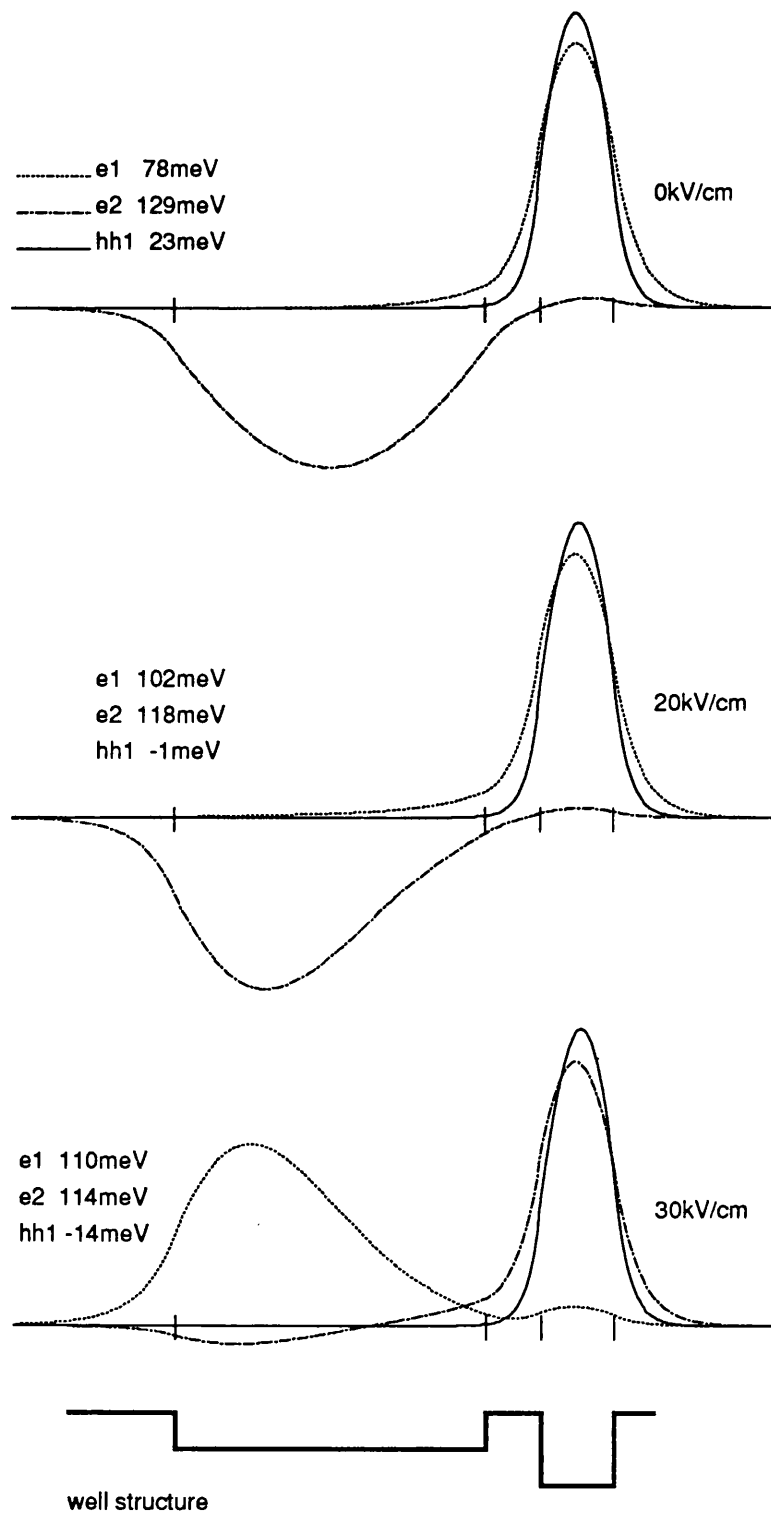 e1 78meV
e2 129meV
hh1 23meV
0kV/cm
e1 102meV
e2 118meV
hh1 -1meV
20kV/cm
e1 110meV
e2 114meV
hh1 -14meV
30kV/cm
well structure